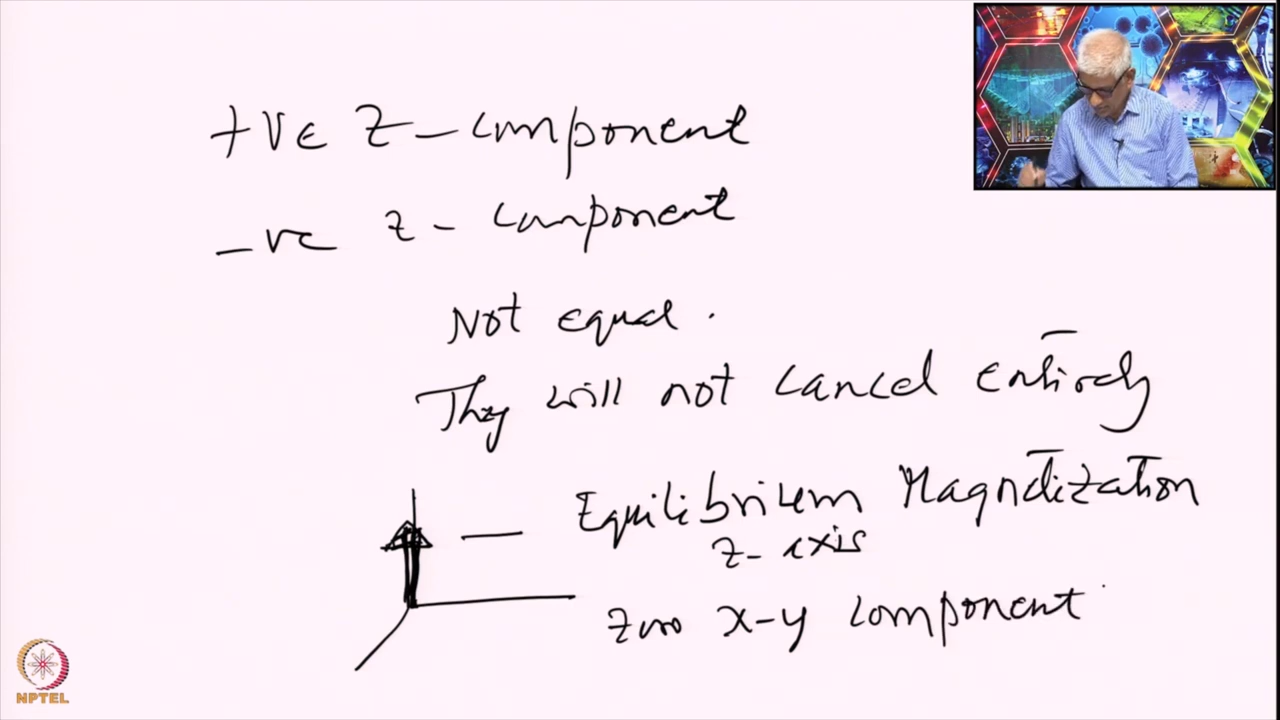 +ve Z-component
-ve z-component
Not equal.
They will not cancel entirely
Equilibrium Magnetization
z-axis
Zero x-y component
NPTEL